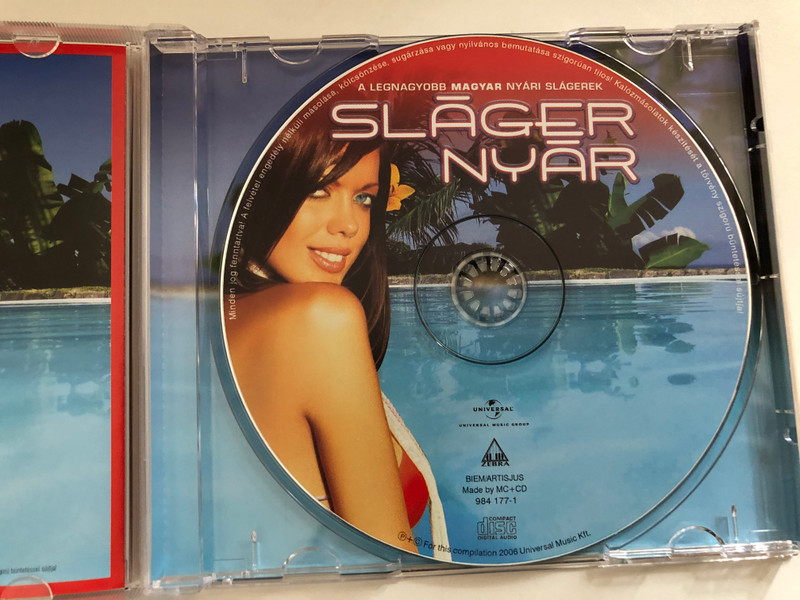 Minden jog fenntartva! A felvétel engedély nélküli másolása, kölcsönzése, sugárzása vagy nyilvános bemutatása szigorúan tilos! Kalózmásolatok készítését a törvény szigorú büntetéssel sújtja!
A LEGNAGYOBB MAGYAR NYÁRI SLÁGEREK
SLÁGER
NYÁR
UNIVERSAL
UNIVERSAL MUSIC GROUP
ZEBRA
BIEM/ARTISJUS
Made by MC+CD
984 177-1
COMPACT
disc
DIGITAL AUDIO
℗+© For this compilation 2006 Universal Music Kft.
büntetéssel sújtja!